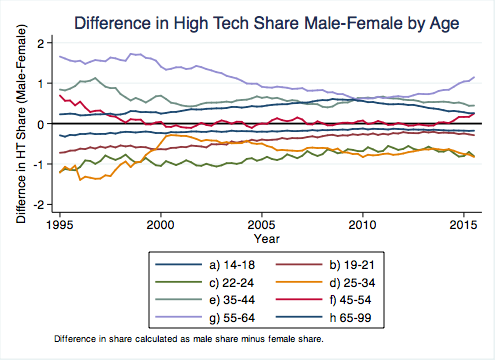 Difference in High Tech Share Male-Female by Age
Differnce in HT Share (Male-Female)
2
1
0
-1
-2
1995 2000 2005 2010 2015
Year
a) 14-18 b) 19-21
c) 22-24 d) 25-34
e) 35-44 f) 45-54
g) 55-64 h 65-99
Difference in share calculated as male share minus female share.